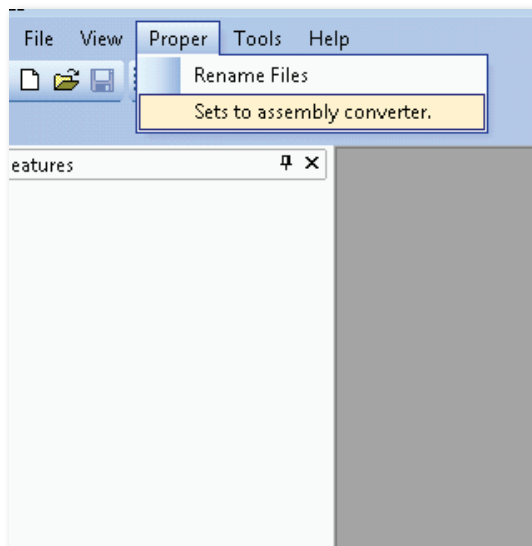 File View Proper Tools Help
Rename Files
Sets to assembly converter.
eatures